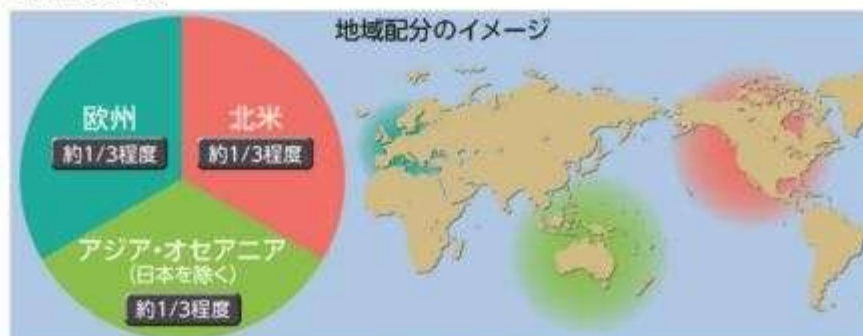 地域配分のイメージ
欧州
約1/3程度
北米
約1/3程度
アジア・オセアニア
(日本を除く)
約1/3程度